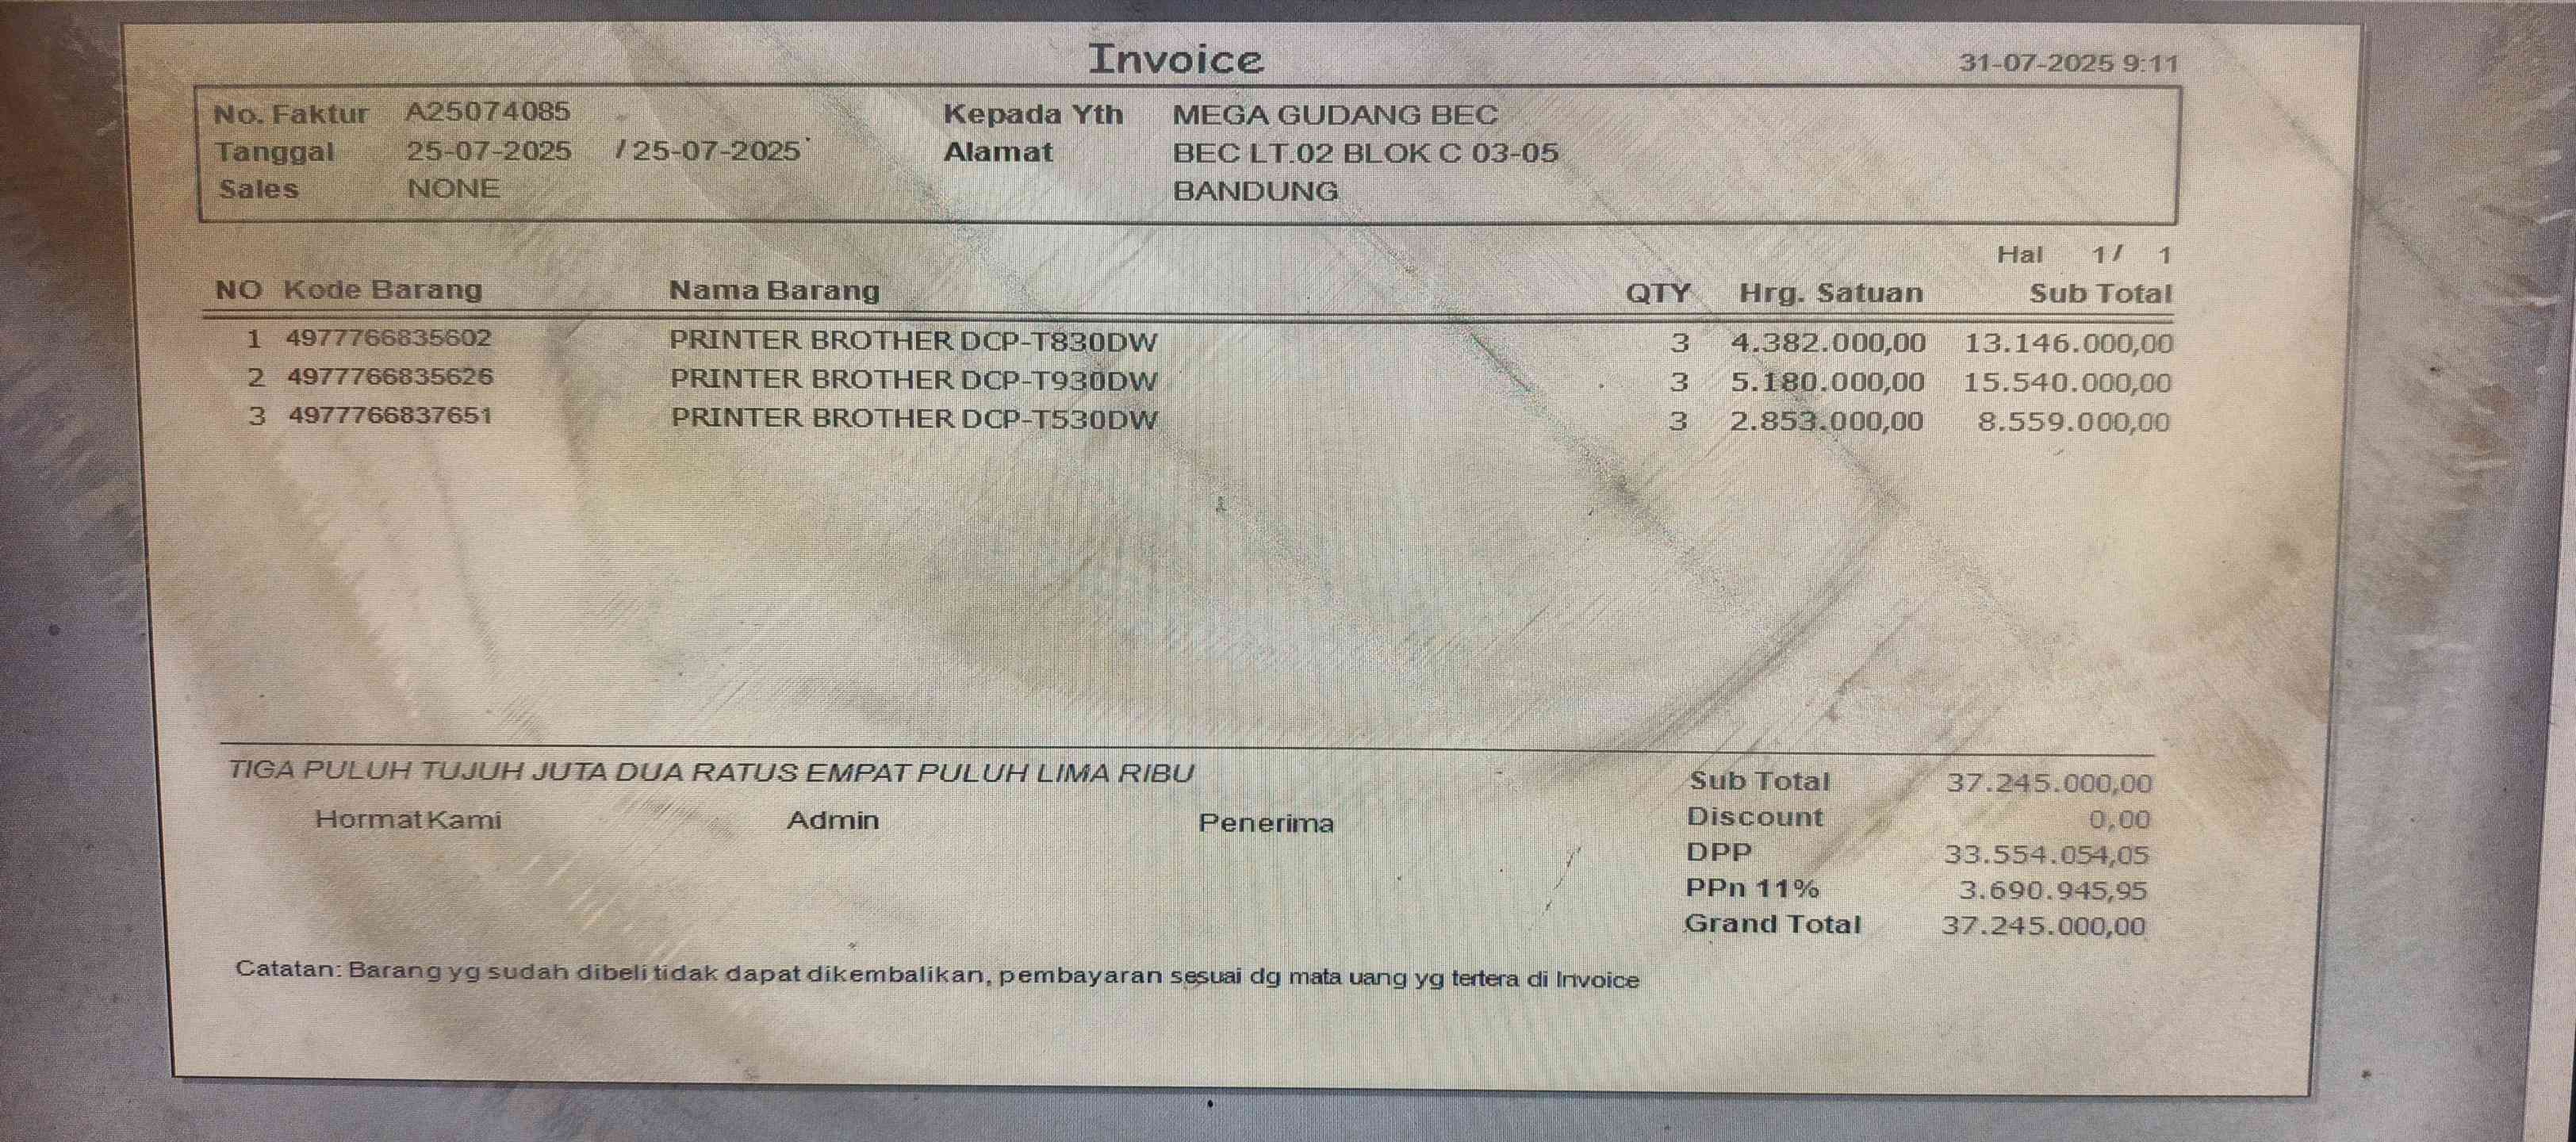 Invoice
31-07-2025 9:11
No. Faktur A25074085 Kepada Yth MEGA GUDANG BEC
Tanggal 25-07-2025 / 25-07-2025 Alamat BEC LT.02 BLOK C 03-05
Sales NONE BANDUNG
Hal 1 / 1
NO Kode Barang Nama Barang QTY Hrg. Satuan Sub Total
1 4977766835602 PRINTER BROTHER DCP-T830DW 3 4.382.000,00 13.146.000,00
2 4977766835626 PRINTER BROTHER DCP-T930DW 3 5.180.000,00 15.540.000,00
3 4977766837651 PRINTER BROTHER DCP-T530DW 3 2.853.000,00 8.559.000,00
TIGA PULUH TUJUH JUTA DUA RATUS EMPAT PULUH LIMA RIBU
Hormat Kami Admin Penerima
Sub Total 37.245.000,00
Discount 0,00
DPP 33.554.054,05
PPn 11% 3.690.945,95
Grand Total 37.245.000,00
Catatan: Barang yg sudah dibeli tidak dapat dikembalikan, pembayaran sesuai dg mata uang yg tertera di Invoice